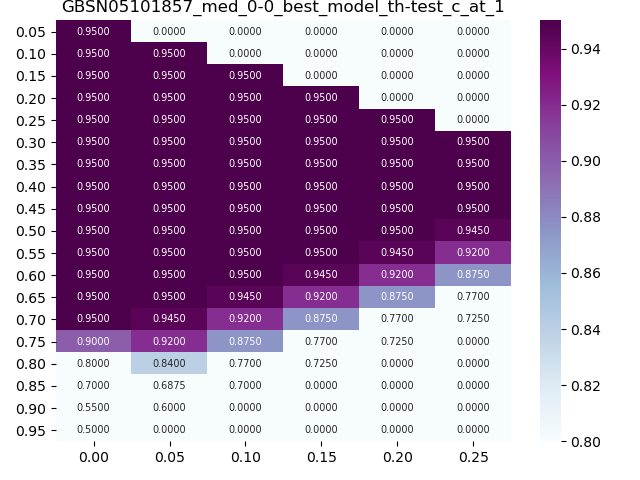 GBSN05101857_med_0-0_best_model_th-test_c_at_1
0.05 0.9500 0.0000 0.0000 0.0000 0.0000 0.0000
0.10 0.9500 0.9500 0.0000 0.0000 0.0000 0.0000
0.15 0.9500 0.9500 0.9500 0.0000 0.0000 0.0000
0.20 0.9500 0.9500 0.9500 0.9500 0.0000 0.0000
0.25 0.9500 0.9500 0.9500 0.9500 0.9500 0.0000
0.30 0.9500 0.9500 0.9500 0.9500 0.9500 0.9500
0.35 0.9500 0.9500 0.9500 0.9500 0.9500 0.9500
0.40 0.9500 0.9500 0.9500 0.9500 0.9500 0.9500
0.45 0.9500 0.9500 0.9500 0.9500 0.9500 0.9500
0.50 0.9500 0.9500 0.9500 0.9500 0.9500 0.9450
0.55 0.9500 0.9500 0.9500 0.9500 0.9450 0.9200
0.60 0.9500 0.9500 0.9500 0.9450 0.9200 0.8750
0.65 0.9500 0.9500 0.9450 0.9200 0.8750 0.7700
0.70 0.9500 0.9450 0.9200 0.8750 0.7700 0.7250
0.75 0.9000 0.9200 0.8750 0.7700 0.7250 0.0000
0.80 0.8000 0.8400 0.7700 0.7250 0.0000 0.0000
0.85 0.7000 0.6875 0.7000 0.0000 0.0000 0.0000
0.90 0.5500 0.6000 0.0000 0.0000 0.0000 0.0000
0.95 0.5000 0.0000 0.0000 0.0000 0.0000 0.0000
0.00 0.05 0.10 0.15 0.20 0.25
0.94
0.92
0.90
0.88
0.86
0.84
0.82
0.80